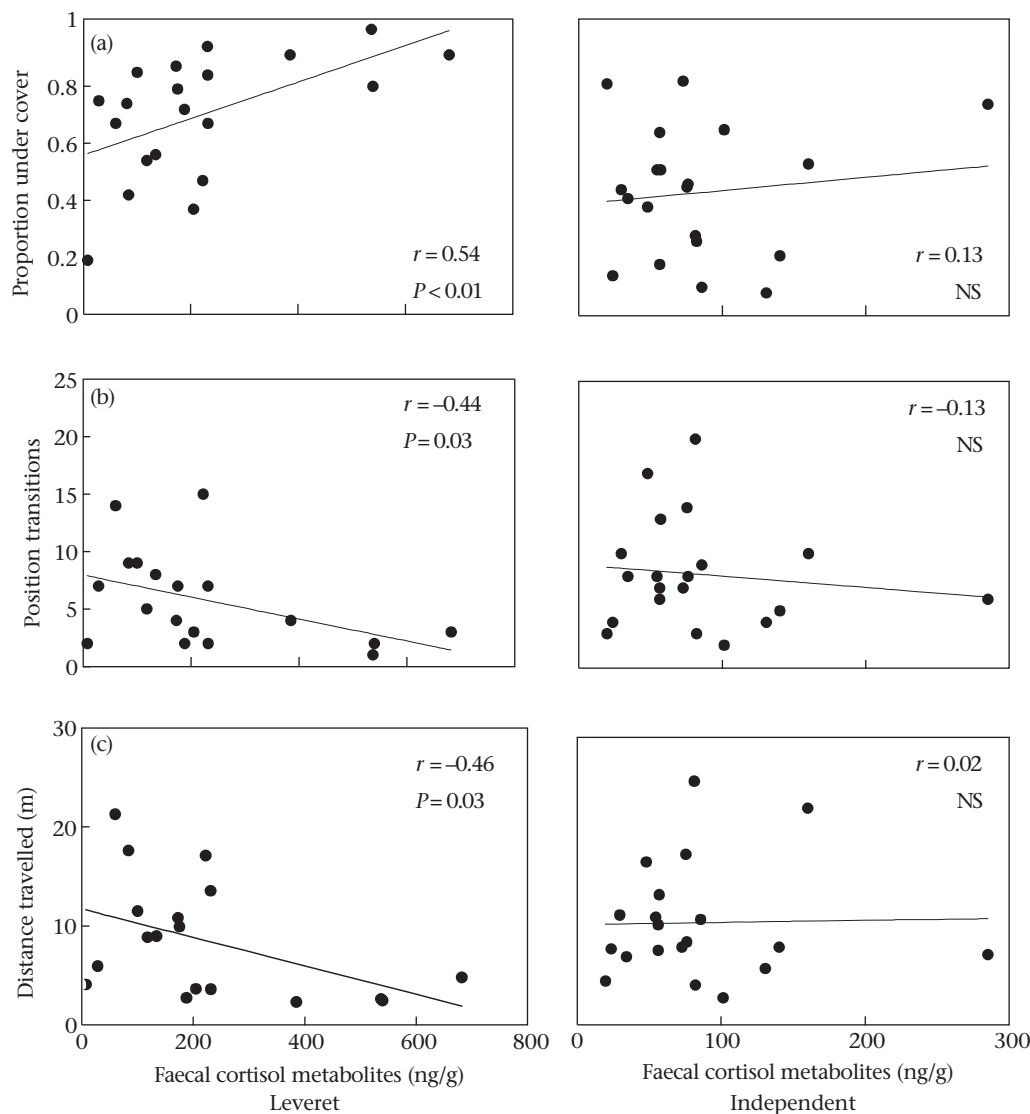 (a)
1
0.8
0.6
0.4
0.2
0
Proportion under cover
r = 0.54
P < 0.01
r = 0.13
NS
(b)
25
20
15
10
5
0
Position transitions
r = –0.44
P = 0.03
r = –0.13
NS
(c)
30
20
10
0
Distance travelled (m)
r = –0.46
P = 0.03
r = 0.02
NS
0 200 400 600 800
0 100 200 300
Faecal cortisol metabolites (ng/g)
Leveret
Faecal cortisol metabolites (ng/g)
Independent